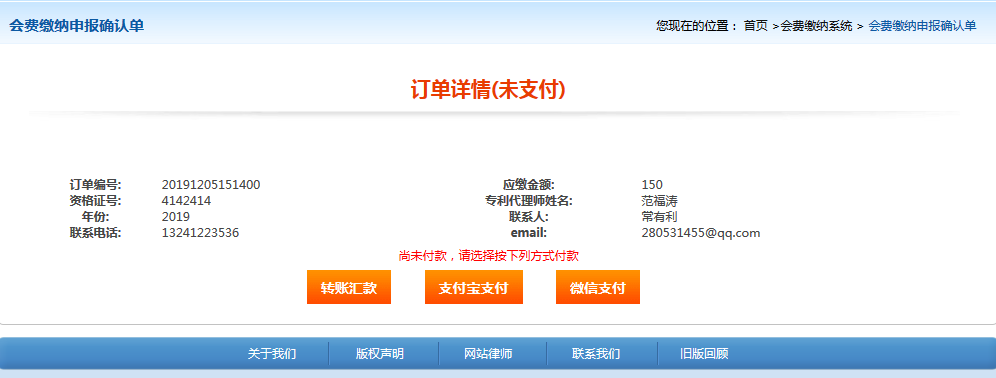 会费缴纳申报确认单
您现在的位置： 首页 >会费缴纳系统 > 会费缴纳申报确认单
订单详情(未支付)
订单编号: 20191205151400 应缴金额: 150
资格证号: 4142414 专利代理师姓名: 范福涛
年份: 2019 联系人: 常有利
联系电话: 13241223536 email: 280531455@qq.com
尚未付款，请选择按下列方式付款
转账汇款 支付宝支付 微信支付
关于我们 版权声明 网站律师 联系我们 旧版回顾